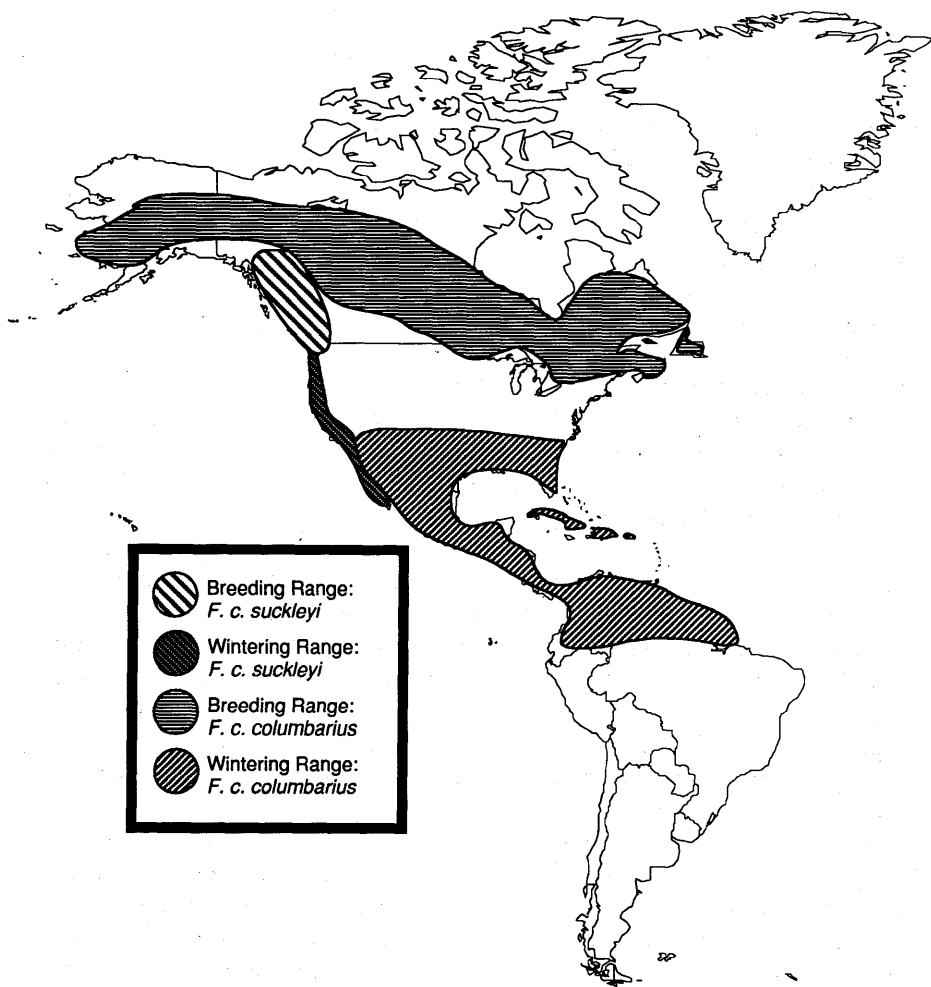 Breeding Range:
F. c. suckleyi
Wintering Range:
F. c. suckleyi
Breeding Range:
F. c. columbarius
Wintering Range:
F. c. columbarius